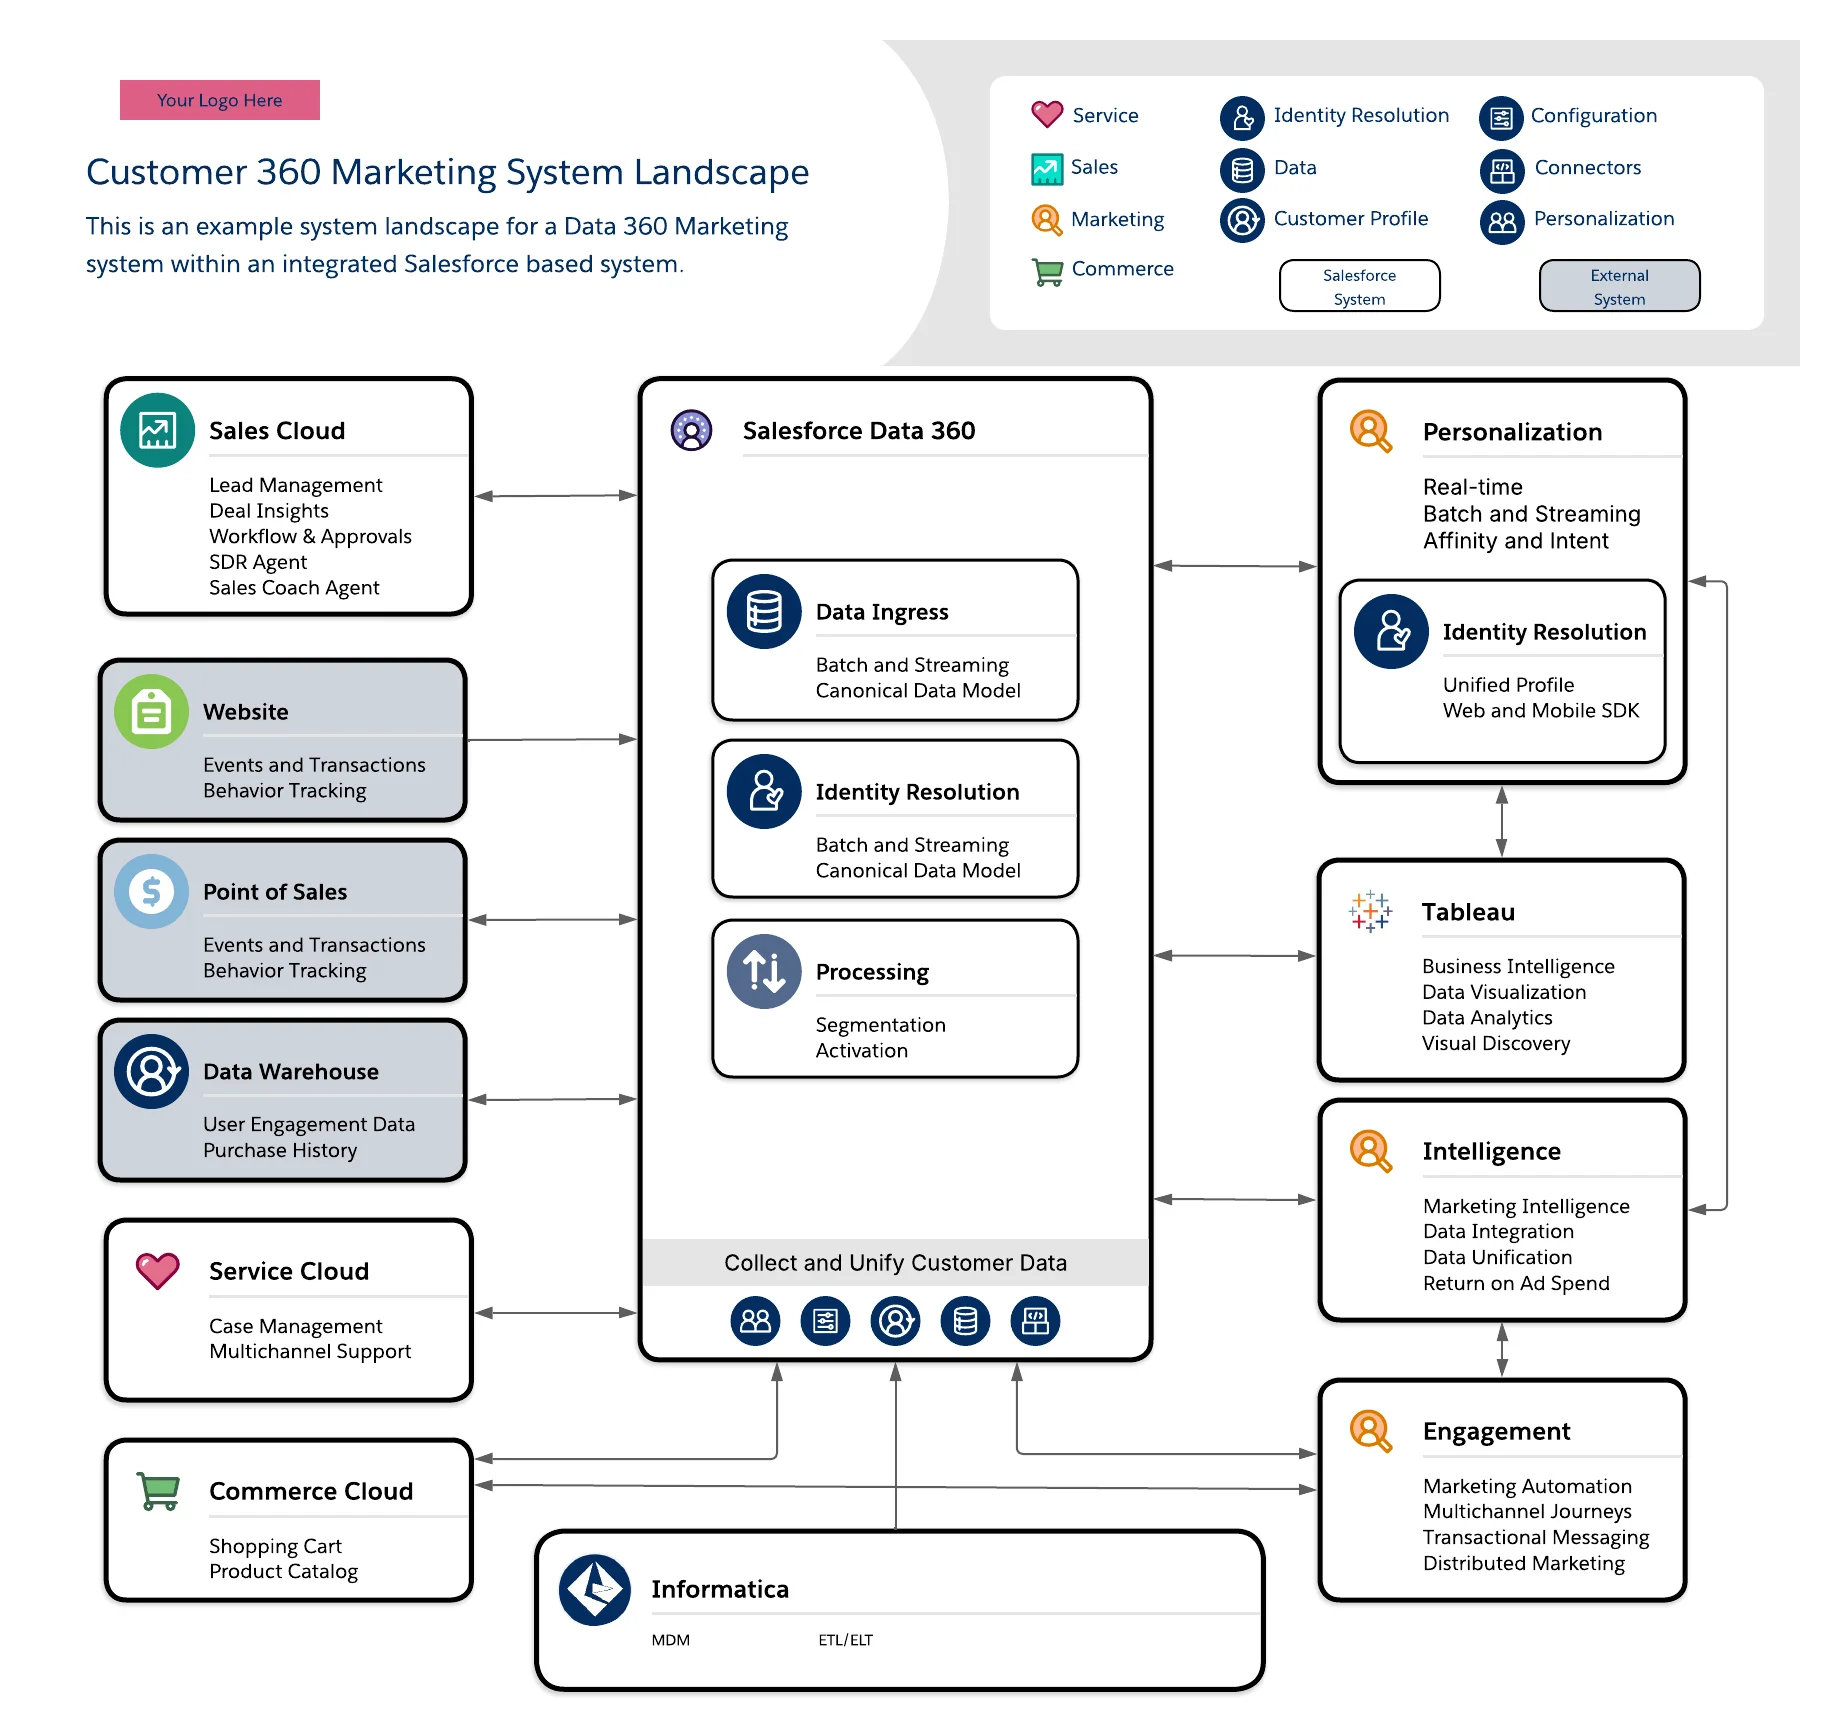 Your Logo Here
Customer 360 Marketing System Landscape
This is an example system landscape for a Data 360 Marketing
system within an integrated Salesforce based system.
Service
Sales
Marketing
Commerce
Identity Resolution
Data
Customer Profile
Salesforce
System
Configuration
Connectors
Personalization
External
System
Sales Cloud
Lead Management
Deal Insights
Workflow & Approvals
SDR Agent
Sales Coach Agent
Website
Events and Transactions
Behavior Tracking
Point of Sales
Events and Transactions
Behavior Tracking
Data Warehouse
User Engagement Data
Purchase History
Service Cloud
Case Management
Multichannel Support
Commerce Cloud
Shopping Cart
Product Catalog
Salesforce Data 360
Data Ingress
Batch and Streaming
Canonical Data Model
Identity Resolution
Batch and Streaming
Canonical Data Model
Processing
Segmentation
Activation
Collect and Unify Customer Data
Informatica
MDM
ETL/ELT
Personalization
Real-time
Batch and Streaming
Affinity and Intent
Identity Resolution
Unified Profile
Web and Mobile SDK
Tableau
Business Intelligence
Data Visualization
Data Analytics
Visual Discovery
Intelligence
Marketing Intelligence
Data Integration
Data Unification
Return on Ad Spend
Engagement
Marketing Automation
Multichannel Journeys
Transactional Messaging
Distributed Marketing